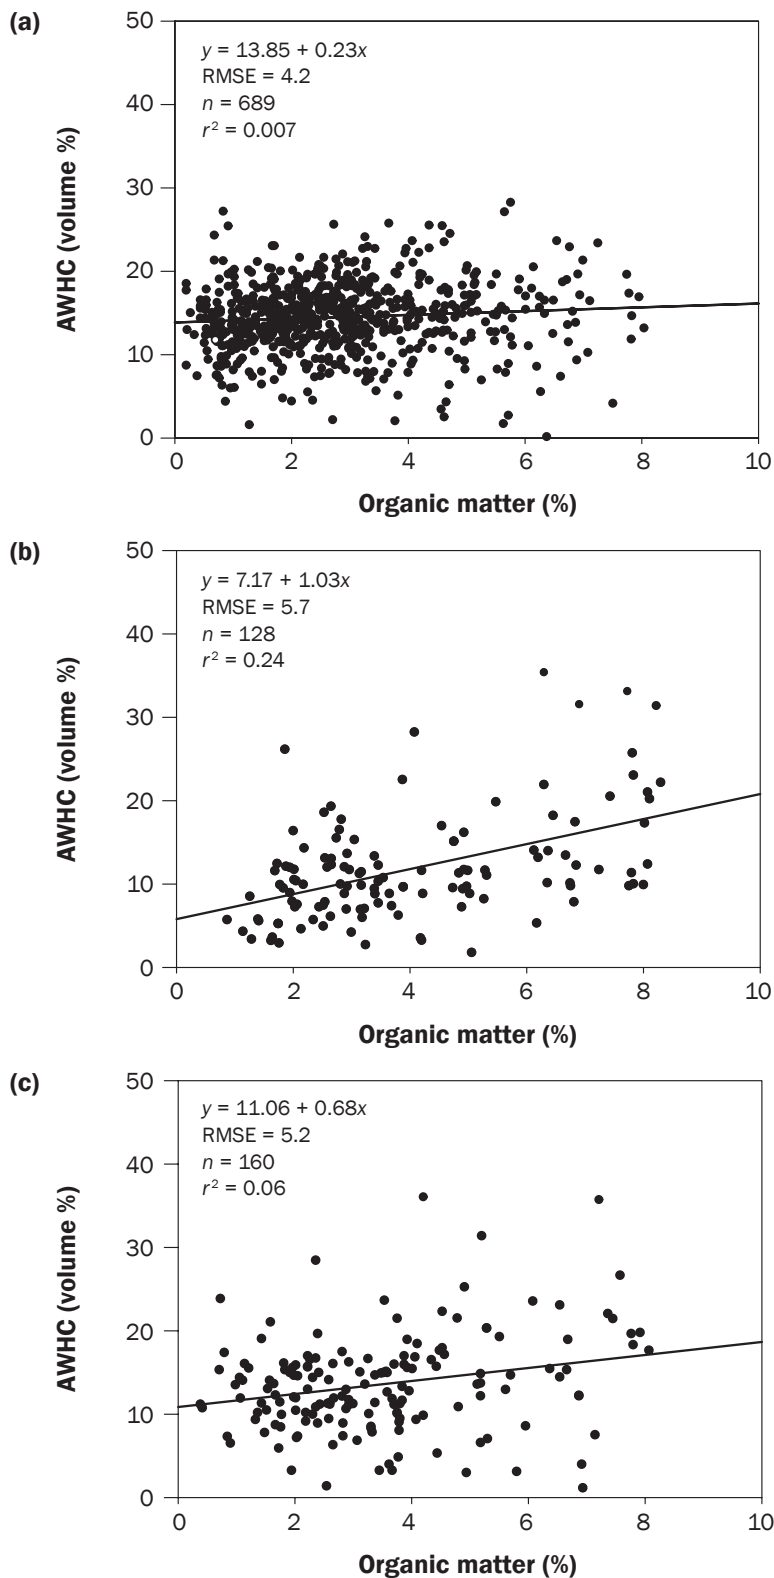 (a)
50
40
30
20
10
0
AWHC (volume %)
y = 13.85 + 0.23x
RMSE = 4.2
n = 689
r² = 0.007
0 2 4 6 8 10
Organic matter (%)
(b)
50
40
30
20
10
0
AWHC (volume %)
y = 7.17 + 1.03x
RMSE = 5.7
n = 128
r² = 0.24
0 2 4 6 8 10
Organic matter (%)
(c)
50
40
30
20
10
0
AWHC (volume %)
y = 11.06 + 0.68x
RMSE = 5.2
n = 160
r² = 0.06
0 2 4 6 8 10
Organic matter (%)